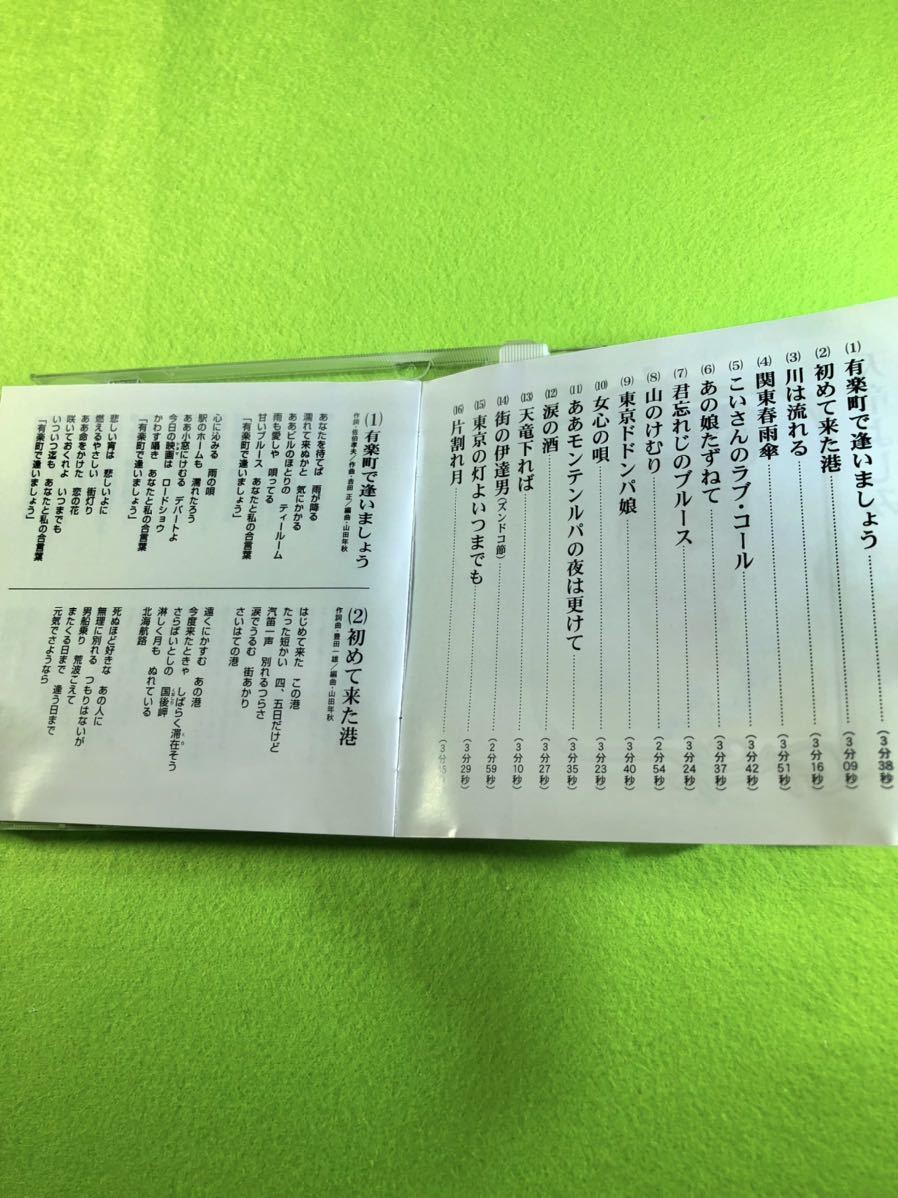 (1) 有楽町で逢いましょう (3分38秒)
(2) 初めて来た港 (3分09秒)
(3) 川は流れる (3分16秒)
(4) 関東春雨傘 (3分51秒)
(5) こいさんのラブ・コール (3分42秒)
(6) あの娘たずねて (3分37秒)
(7) 君忘れじのブルース (3分24秒)
(8) 山のけむり (2分54秒)
(9) 東京ドドンパ娘 (3分40秒)
(10) 女心の唄 (3分23秒)
(11) ああモンテンルパの夜は更けて (3分35秒)
(12) 涙の酒 (3分27秒)
(13) 天竜下れば (3分10秒)
(14) 街の伊達男(ズンドコ節) (2分59秒)
(15) 東京の灯よいつまでも (3分29秒)
(16) 片割れ月
(1) 有楽町で逢いましょう
作詞・佐伯孝夫/作曲・吉田 正/編曲・山田年秋
あなたを待てば 雨が降る
濡れて来ぬかと 気にかかる
ああビルのほとりの ティールーム
雨も愛しや 唄ってる
甘いブルース あなたと私の合言葉
「有楽町で逢いましょう」
心に沁みる 雨の唄
駅のホームも 濡れたろう
ああ小窓にけむる デパートよ
今日の映画は ロードショウ
かわす囁き あなたと私の合言葉
「有楽町で逢いましょう」
悲しい宵は 悲しいよに
燃えるやさしい 街灯り
ああ命をかけた 恋の花
咲いておくれよ いつまでも
いついつ迄も あなたと私の合言葉
「有楽町で逢いましょう」
(2) 初めて来た港
作詞曲・豊田一雄/編曲・山田年秋
はじめて来た この港
たった短かい 四、五日だけど
汽笛一声 別れるつらさ
涙でうるむ 街あかり
さいはての港
遠くにかすむ あの港
今度来たときゃ しばらく滞在そう
さらばいとしの 国後岬
淋しく月も ぬれている
北海航路
死ぬほど好きな あの人に
無理に別れる つもりはないが
男船乗り 荒波こえて
またくる日まで 逢う日まで
元気でさようなら